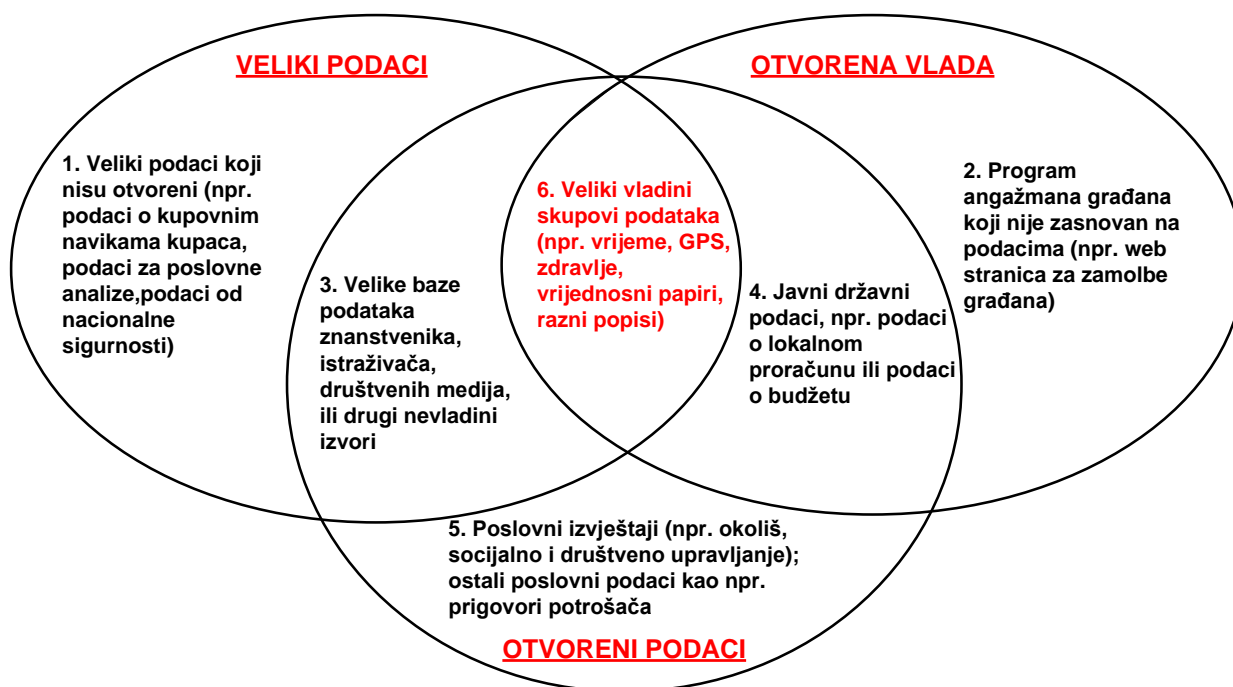 VELIKI PODACI
OTVORENA VLADA
1. Veliki podaci koji
nisu otvoreni (npr.
podaci o kupovnim
navikama kupaca,
podaci za poslovne
analize,podaci od
nacionalne
sigurnosti)
2. Program
angažmana građana
koji nije zasnovan na
podacima (npr. web
stranica za zamolbe
građana)
3. Velike baze
podataka
znanstvenika,
istraživača,
društvenih medija,
ili drugi nevladini
izvori
6. Veliki vladini
skupovi podataka
(npr. vrijeme, GPS,
zdravlje,
vrijednosni papiri,
razni popisi)
4. Javni državni
podaci, npr. podaci
o lokalnom
proračunu ili podaci
o budžetu
5. Poslovni izvještaji (npr. okoliš,
socijalno i društveno upravljanje);
ostali poslovni podaci kao npr.
prigovori potrošača
OTVORENI PODACI